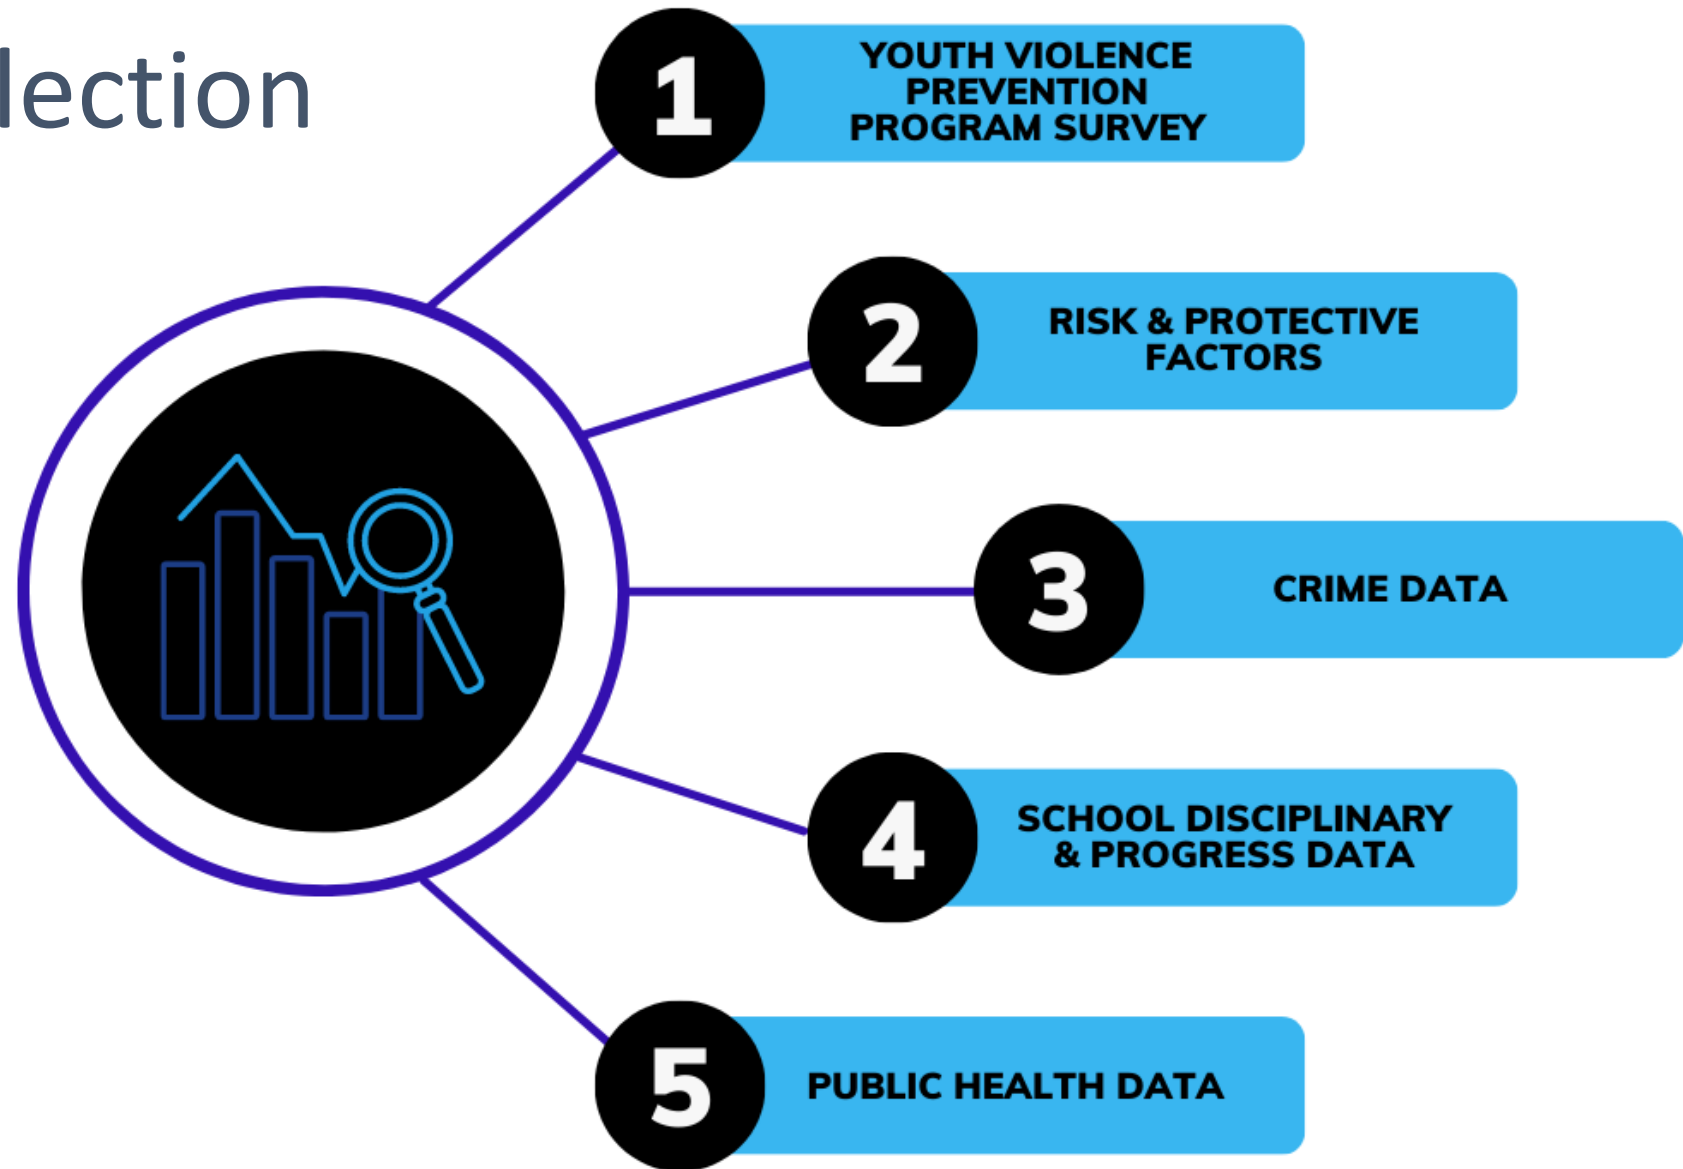 lection
1
YOUTH VIOLENCE
PREVENTION
PROGRAM SURVEY
2
RISK & PROTECTIVE
FACTORS
3
CRIME DATA
4
SCHOOL DISCIPLINARY
& PROGRESS DATA
5
PUBLIC HEALTH DATA